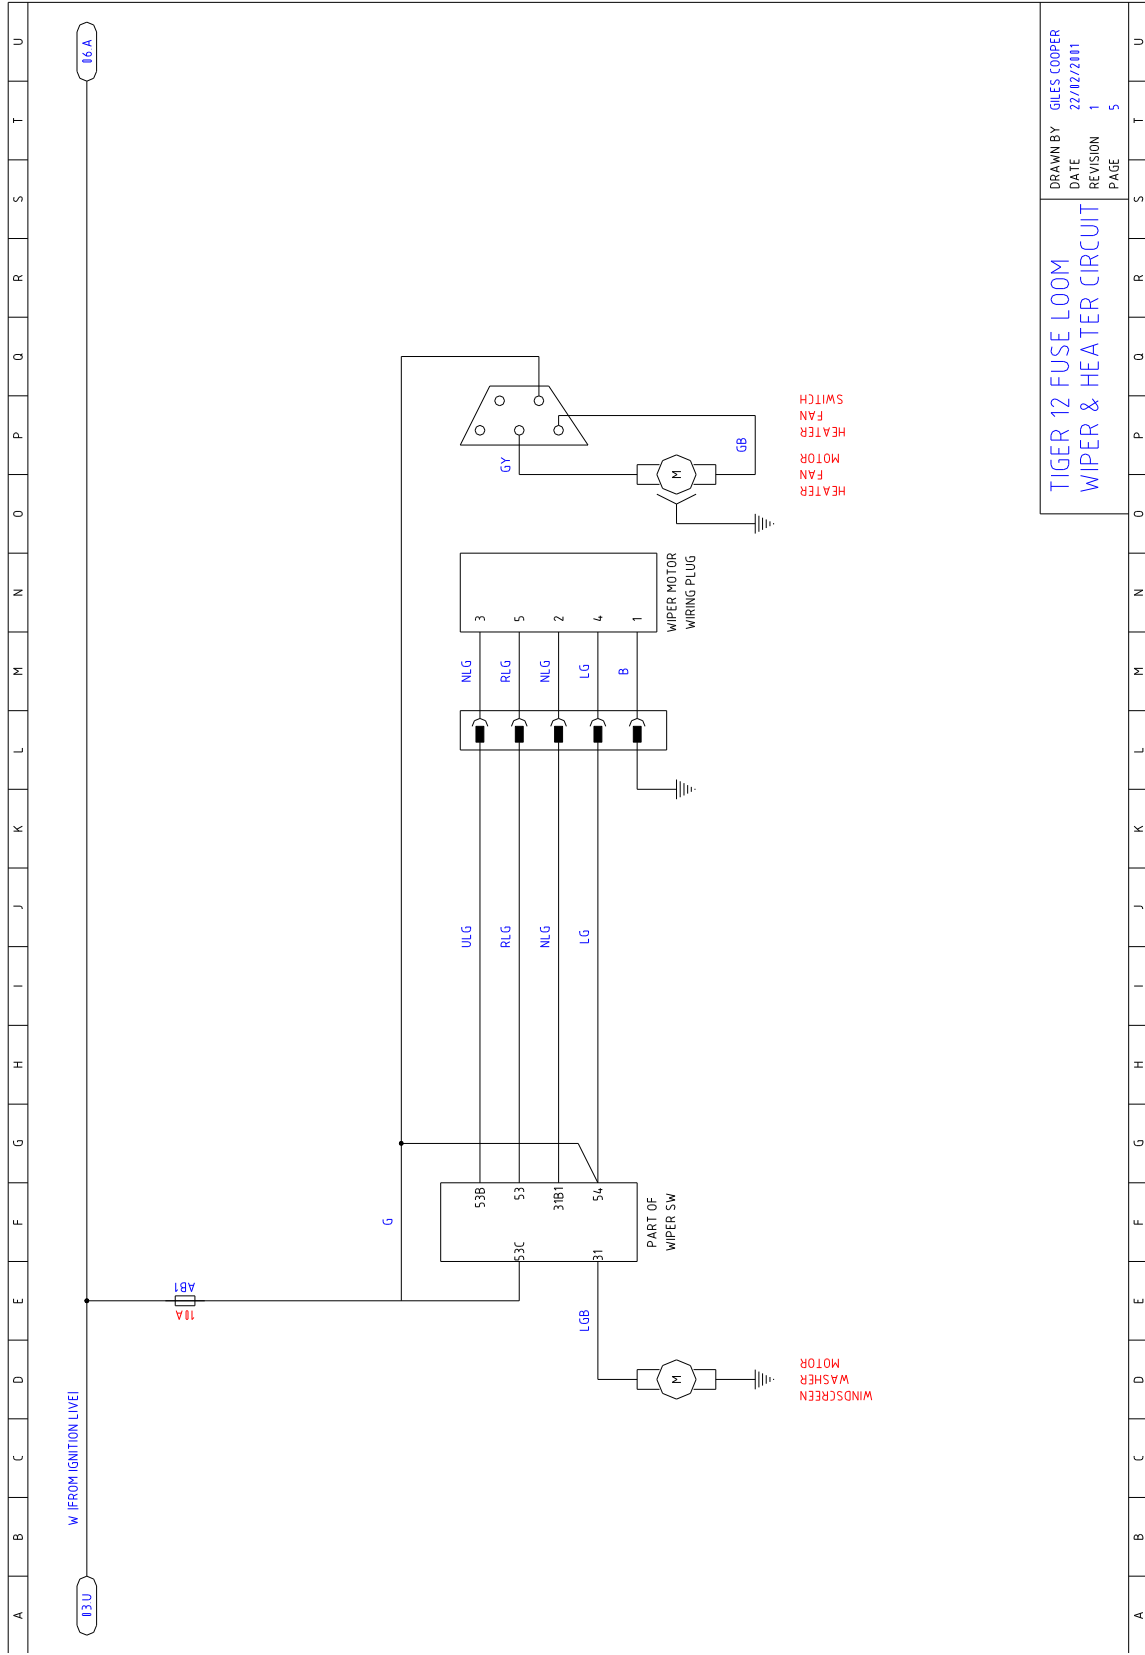 A B C D E F G H I J K L M N O P Q R S T U
03.U
W (FROM IGNITION LIVE)
06.A
AB1
10A
G
53C
31
53B
53
31B1
54
PART OF
WIPER SW
LGB
M
WINDSCREEN
WASHER
MOTOR
ULG
RLG
NLG
LG
NLG
RLG
NLG
LG
B
3
5
2
4
1
WIPER MOTOR
WIRING PLUG
GY
M
GB
HEATER
FAN
MOTOR
HEATER
FAN
SWITCH
TIGER 12 FUSE LOOM
WIPER & HEATER CIRCUIT
DRAWN BY GILES COOPER
DATE 22/02/2001
REVISION 1
PAGE 5
A B C D E F G H I J K L M N O P Q R S T U